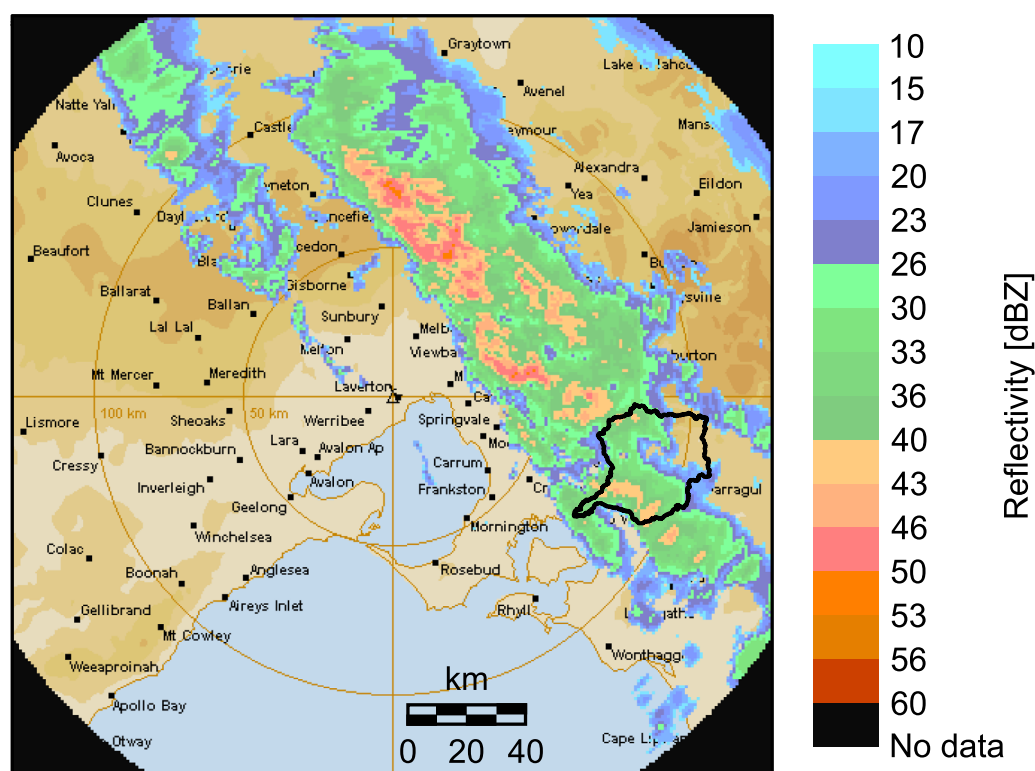 Graytown
Avenel
Natte Yal
Avoca
Alexandra
Clunes
Yea
Eildon
Jamieson
Beaufort
Gisborne
Ballarat
Ballan
Sunbury
Lal Lal
Melton
Viewba
Mt Mercer
Meredith
Laverton
100 km
50 km
Lismore
Sheoaks
Werribee
Springvale
Lara
Bannockburn
Avalon Ap
Cressy
Carrum
Inverleigh
Avalon
Frankston
Geelong
Mornington
Winchelsea
Colac
Boonah
Anglesea
Rosebud
Gellibrand
Aireys Inlet
Rhyll
Mt Cowley
Weeaproinah
Wonthagg
km
Apollo Bay
0 20 40
Otway
10
15
17
20
23
26
30
33
36
40
43
46
50
53
56
60
No data
Reflectivity [dBZ]